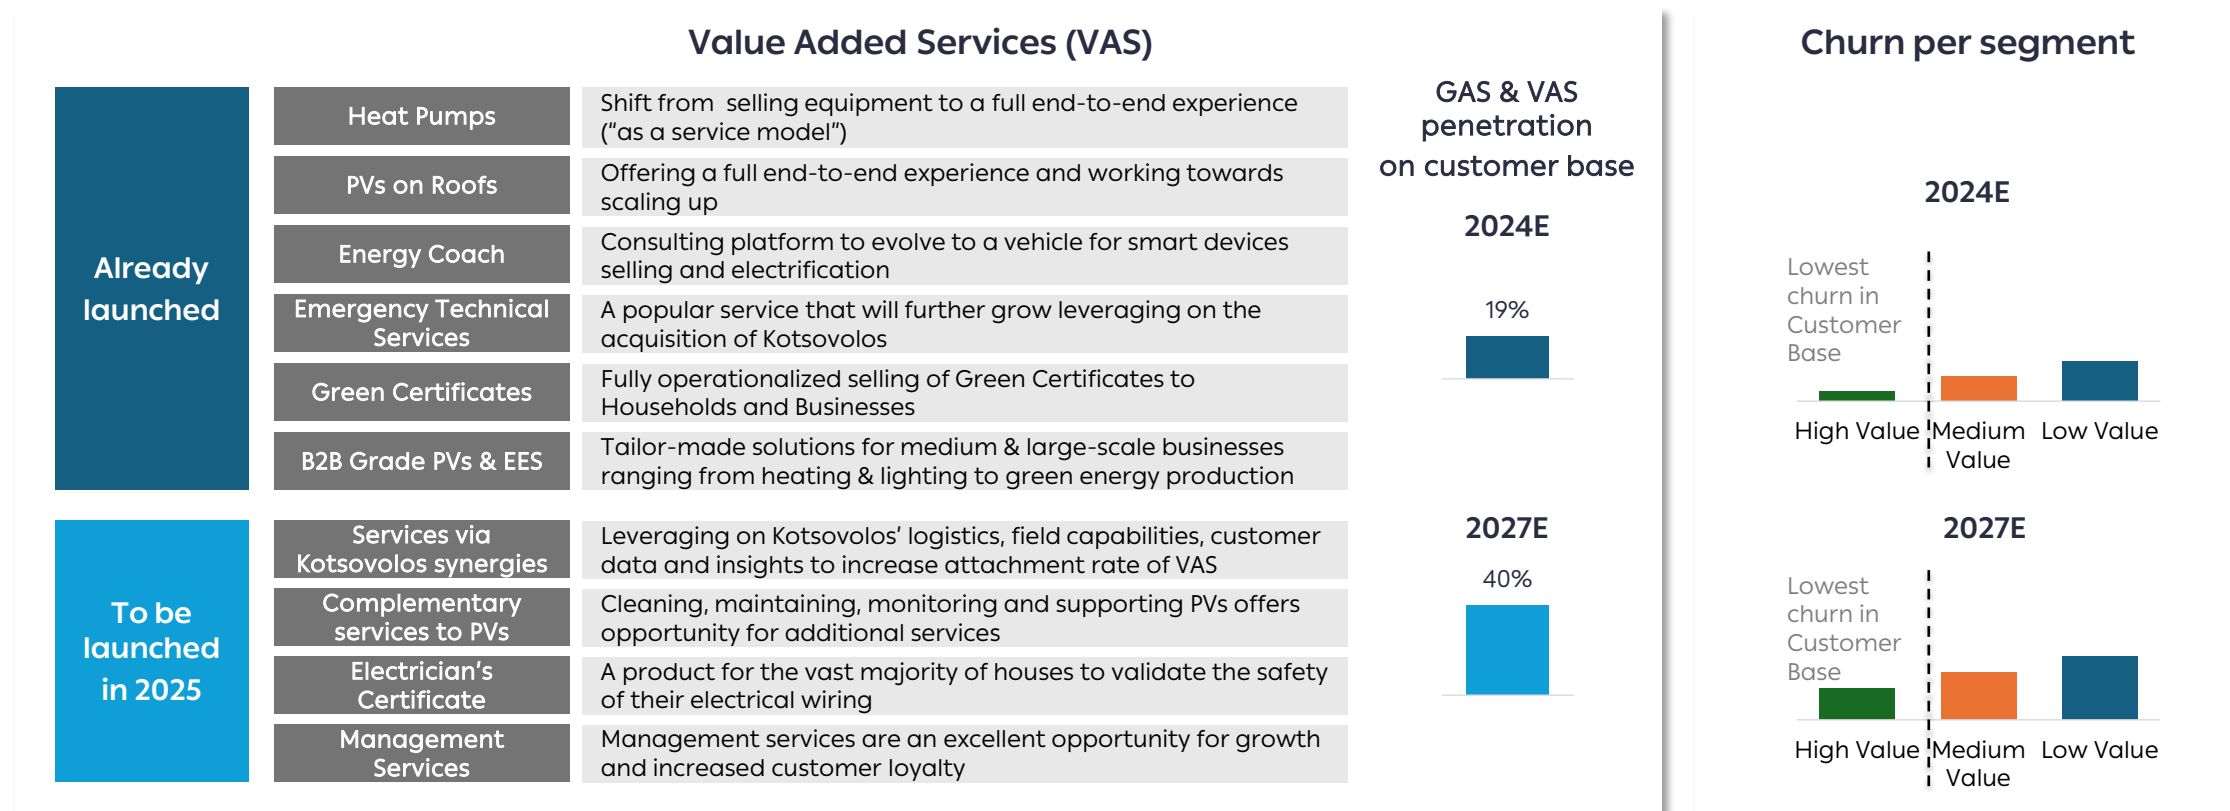 Value Added Services (VAS)
Already
launched
Heat Pumps
Shift from  selling equipment to a full end-to-end experience
("as a service model")
PVs on Roofs
Offering a full end-to-end experience and working towards
scaling up
Energy Coach
Consulting platform to evolve to a vehicle for smart devices
selling and electrification
Emergency Technical
Services
A popular service that will further grow leveraging on the
acquisition of Kotsovolos
Green Certificates
Fully operationalized selling of Green Certificates to
Households and Businesses
B2B Grade PVs & EES
Tailor-made solutions for medium & large-scale businesses
ranging from heating & lighting to green energy production
To be
launched
in 2025
Services via
Kotsovolos synergies
Leveraging on Kotsovolos' logistics, field capabilities, customer
data and insights to increase attachment rate of VAS
Complementary
services to PVs
Cleaning, maintaining, monitoring and supporting PVs offers
opportunity for additional services
Electrician's
Certificate
A product for the vast majority of houses to validate the safety
of their electrical wiring
Management
Services
Management services are an excellent opportunity for growth
and increased customer loyalty
GAS & VAS
penetration
on customer base
2024E
19%
2027E
40%
Churn per segment
2024E
Lowest
churn in
Customer
Base
High Value
Medium
Value
Low Value
2027E
Lowest
churn in
Customer
Base
High Value
Medium
Value
Low Value